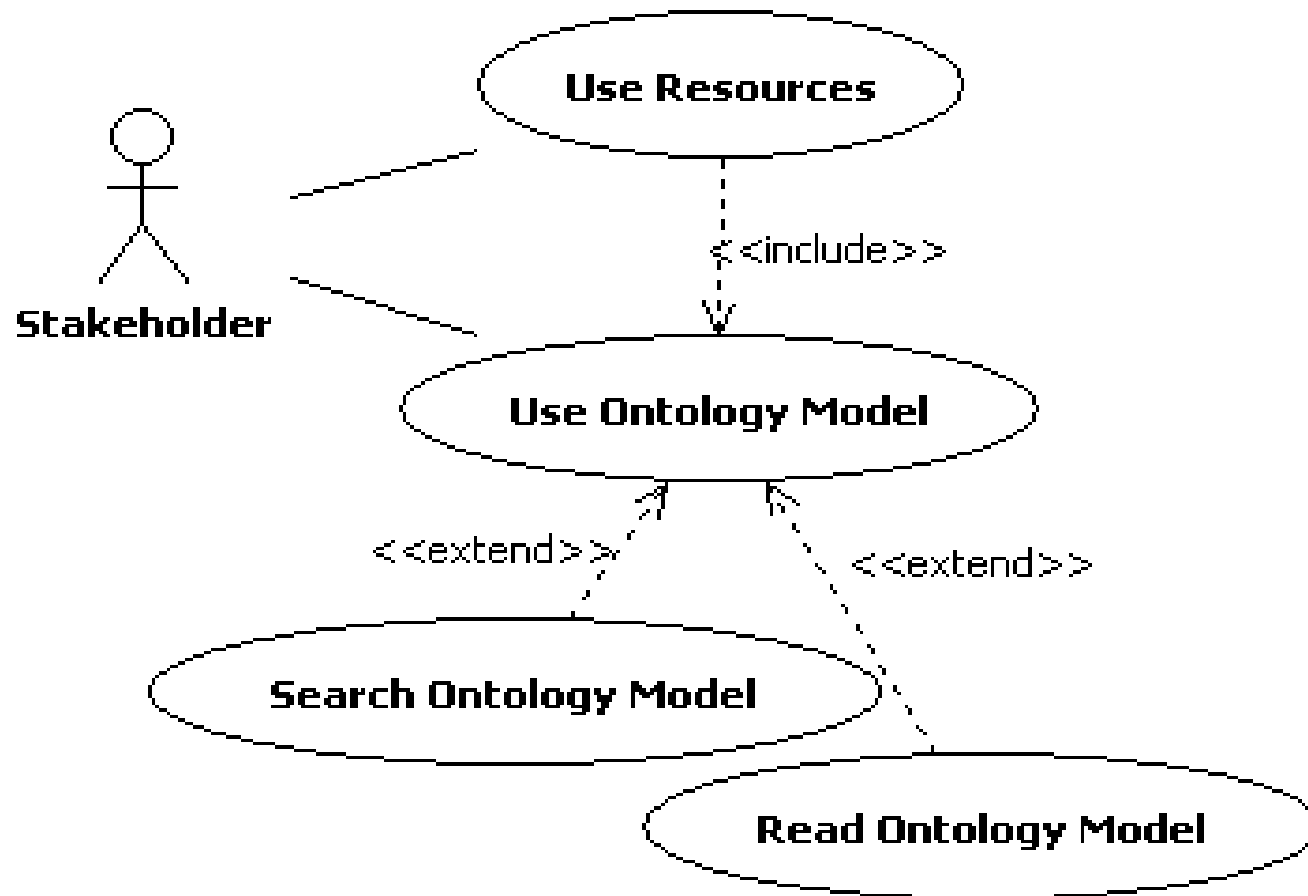 Use Resources
<<include>>
Stakeholder
Use Ontology Model
<<extend>>
<<extend>>
Search Ontology Model
Read Ontology Model